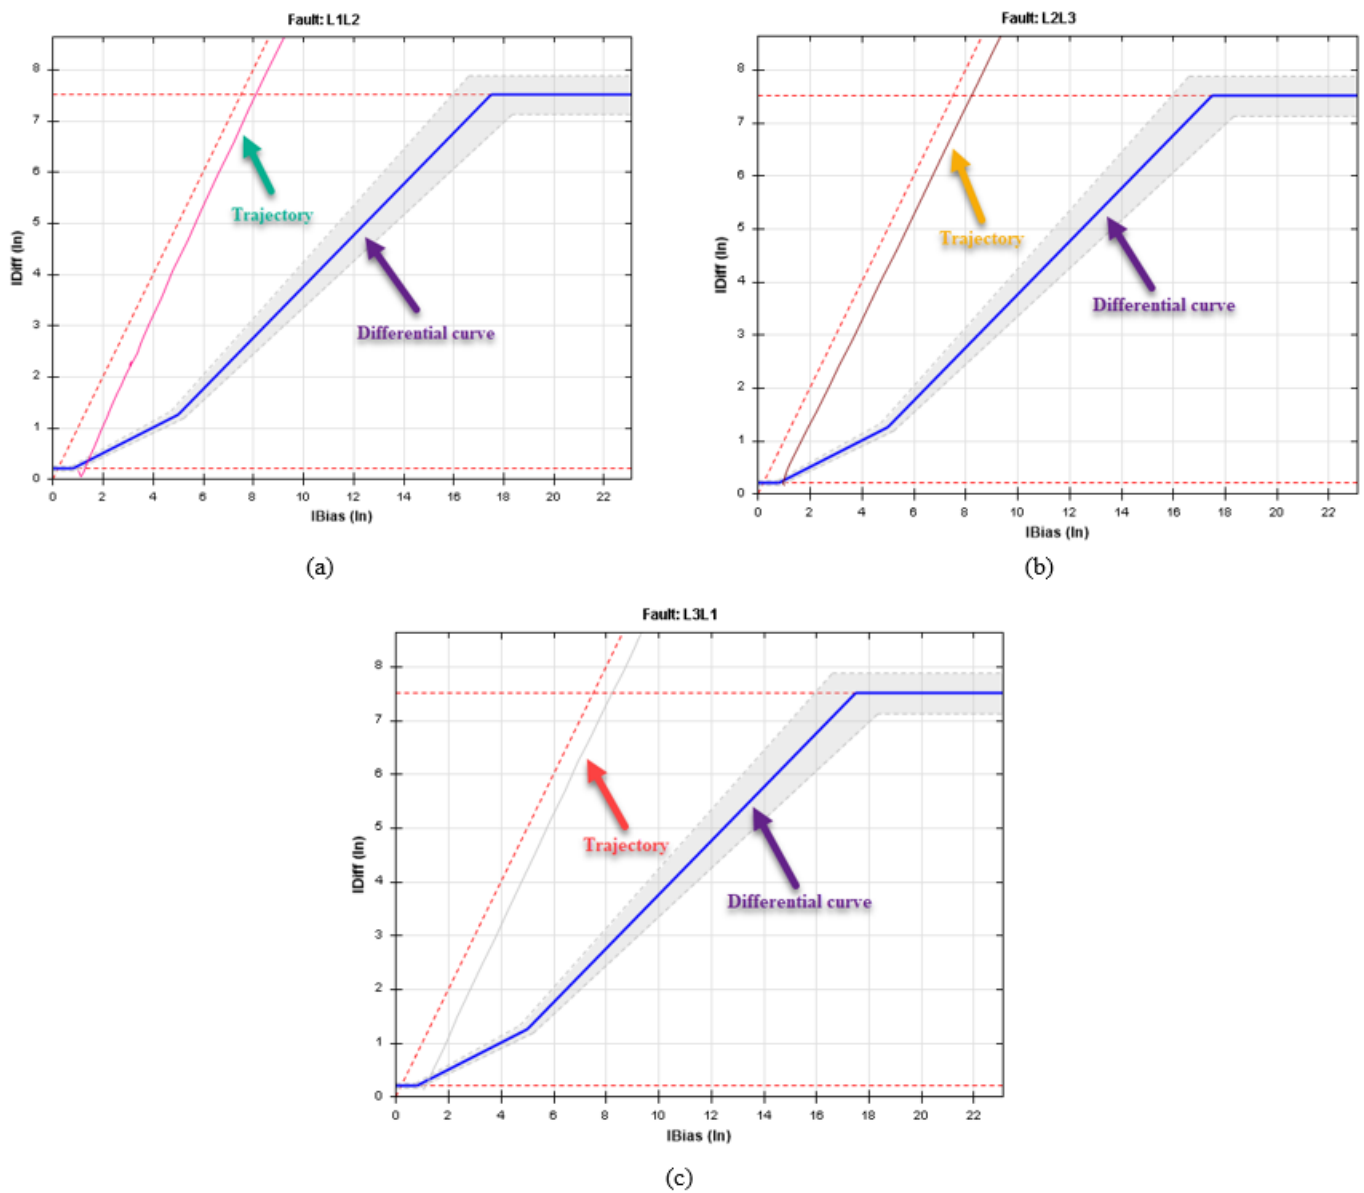 Fault: L1L2
8
7
6
5
4
3
2
1
0
0 2 4 6 8 10 12 14 16 18 20 22
IDiff (In)
IBias (In)
Trajectory
Differential curve
(a)
Fault: L2L3
8
7
6
5
4
3
2
1
0
0 2 4 6 8 10 12 14 16 18 20 22
IDiff (In)
IBias (In)
Trajectory
Differential curve
(b)
Fault: L3L1
8
7
6
5
4
3
2
1
0
0 2 4 6 8 10 12 14 16 18 20 22
IDiff (In)
IBias (In)
Trajectory
Differential curve
(c)